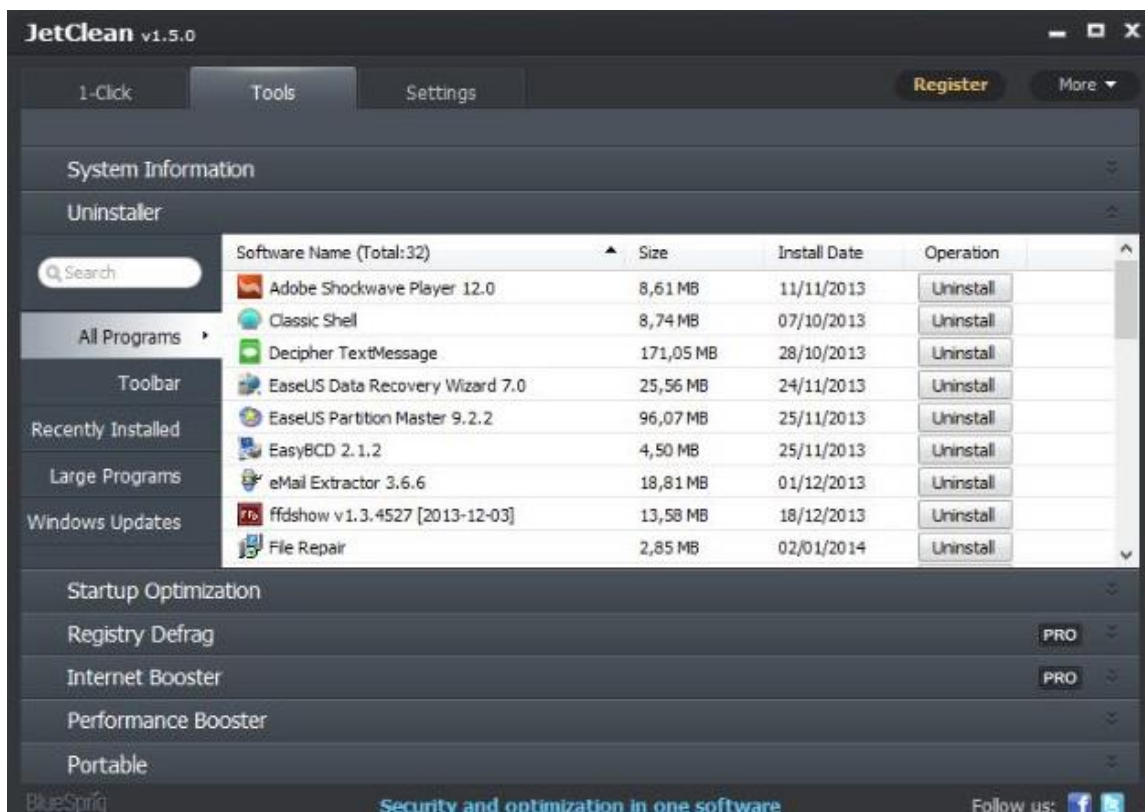 JetClean v1.5.0
1-Click Tools Settings Register More
System Information
Uninstaller
Search
Software Name (Total:32) Size Install Date Operation
Adobe Shockwave Player 12.0 8,61 MB 11/11/2013 Uninstall
Classic Shell 8,74 MB 07/10/2013 Uninstall
All Programs
Decipher TextMessage 171,05 MB 28/10/2013 Uninstall
Toolbar
EaseUS Data Recovery Wizard 7.0 25,56 MB 24/11/2013 Uninstall
EaseUS Partition Master 9.2.2 96,07 MB 25/11/2013 Uninstall
Recently Installed
EasyBCD 2.1.2 4,50 MB 25/11/2013 Uninstall
Large Programs
eMail Extractor 3.6.6 18,81 MB 01/12/2013 Uninstall
Windows Updates
ffdshow v1.3.4527 [2013-12-03] 13,58 MB 18/12/2013 Uninstall
File Repair 2,85 MB 02/01/2014 Uninstall
Startup Optimization
Registry Defrag PRO
Internet Booster PRO
Performance Booster
Portable
BlueSprig Security and optimization in one software Follow us: